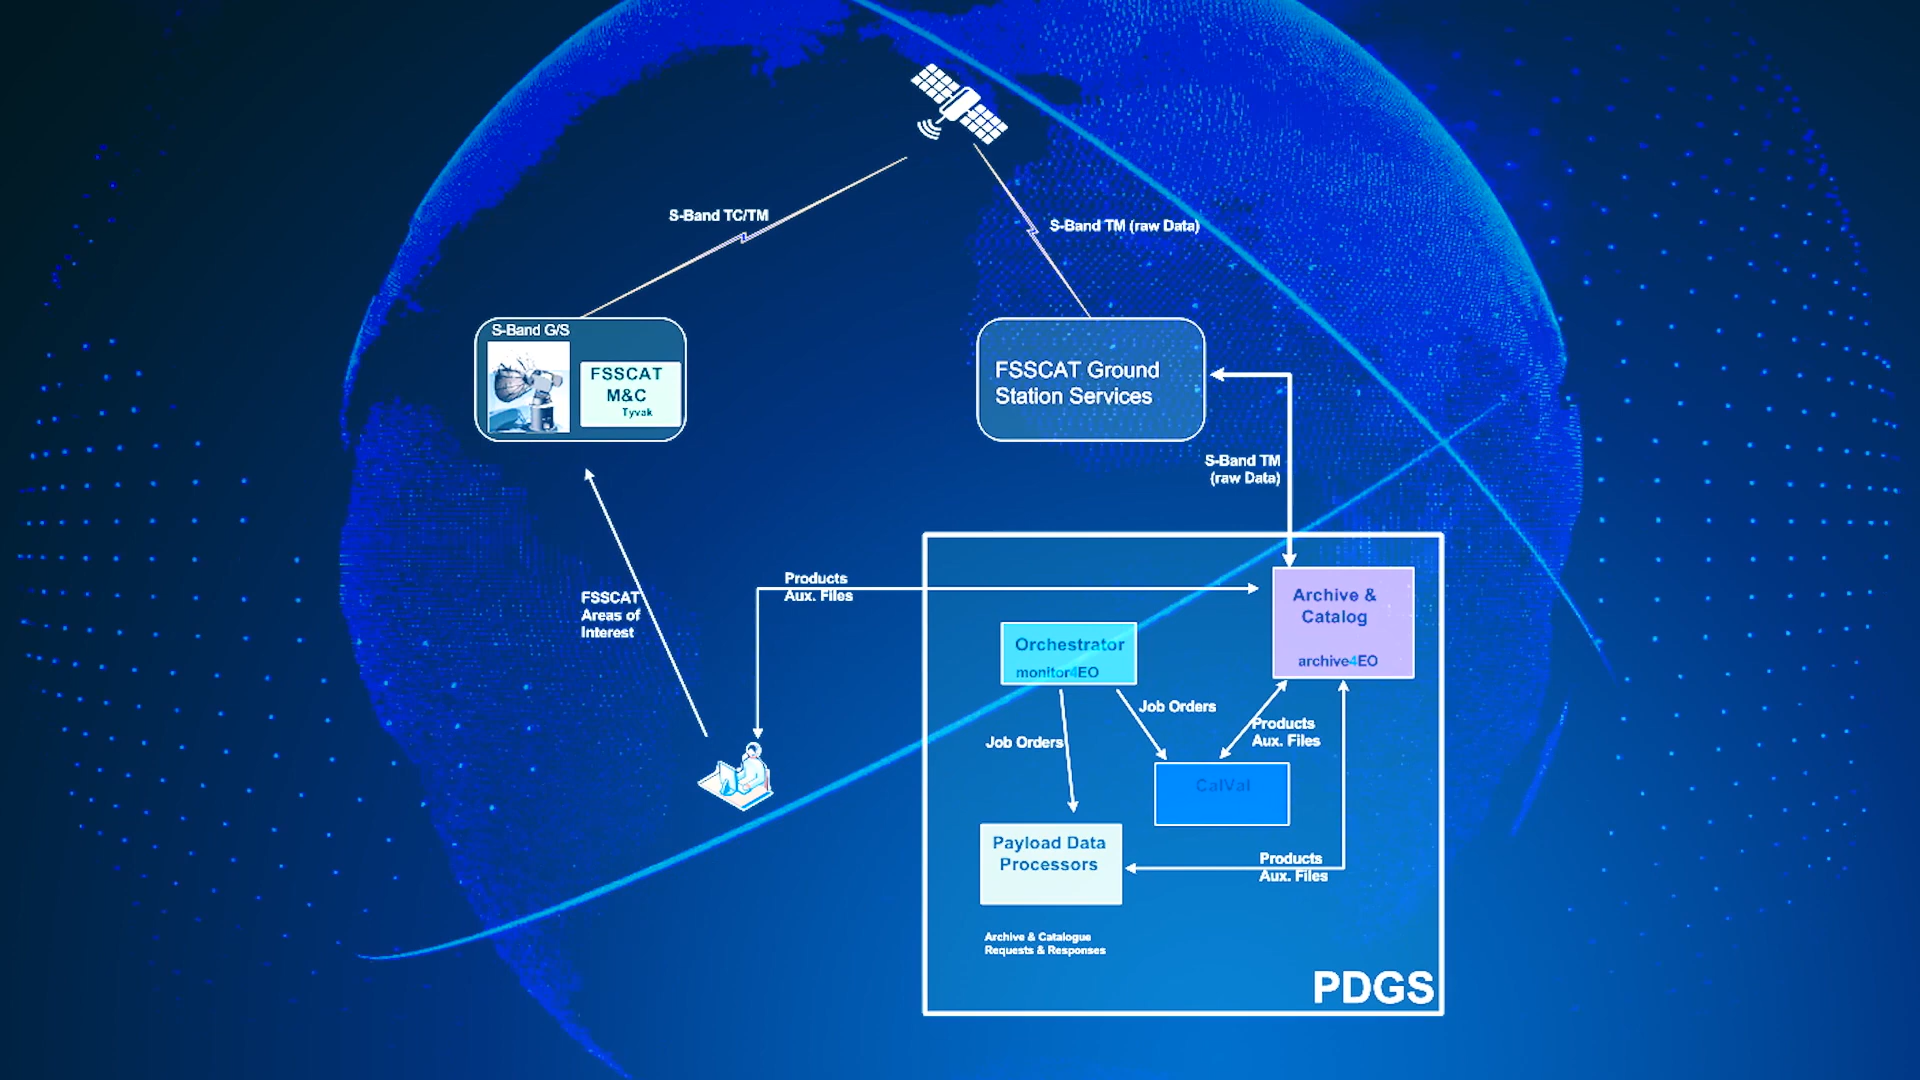 S-Band TC/TM
S-Band TM (raw Data)
S-Band G/S
FSSCAT
M&C
Tyvak
FSSCAT Ground
Station Services
S-Band TM
(raw Data)
Products
Aux. Files
FSSCAT
Areas of
Interest
Archive &
Catalog
archive4EO
Orchestrator
monitor4EO
Job Orders
Job Orders
Products
Aux. Files
CalVal
Payload Data
Processors
Products
Aux. Files
Archive & Catalogue
Requests & Responses
PDGS